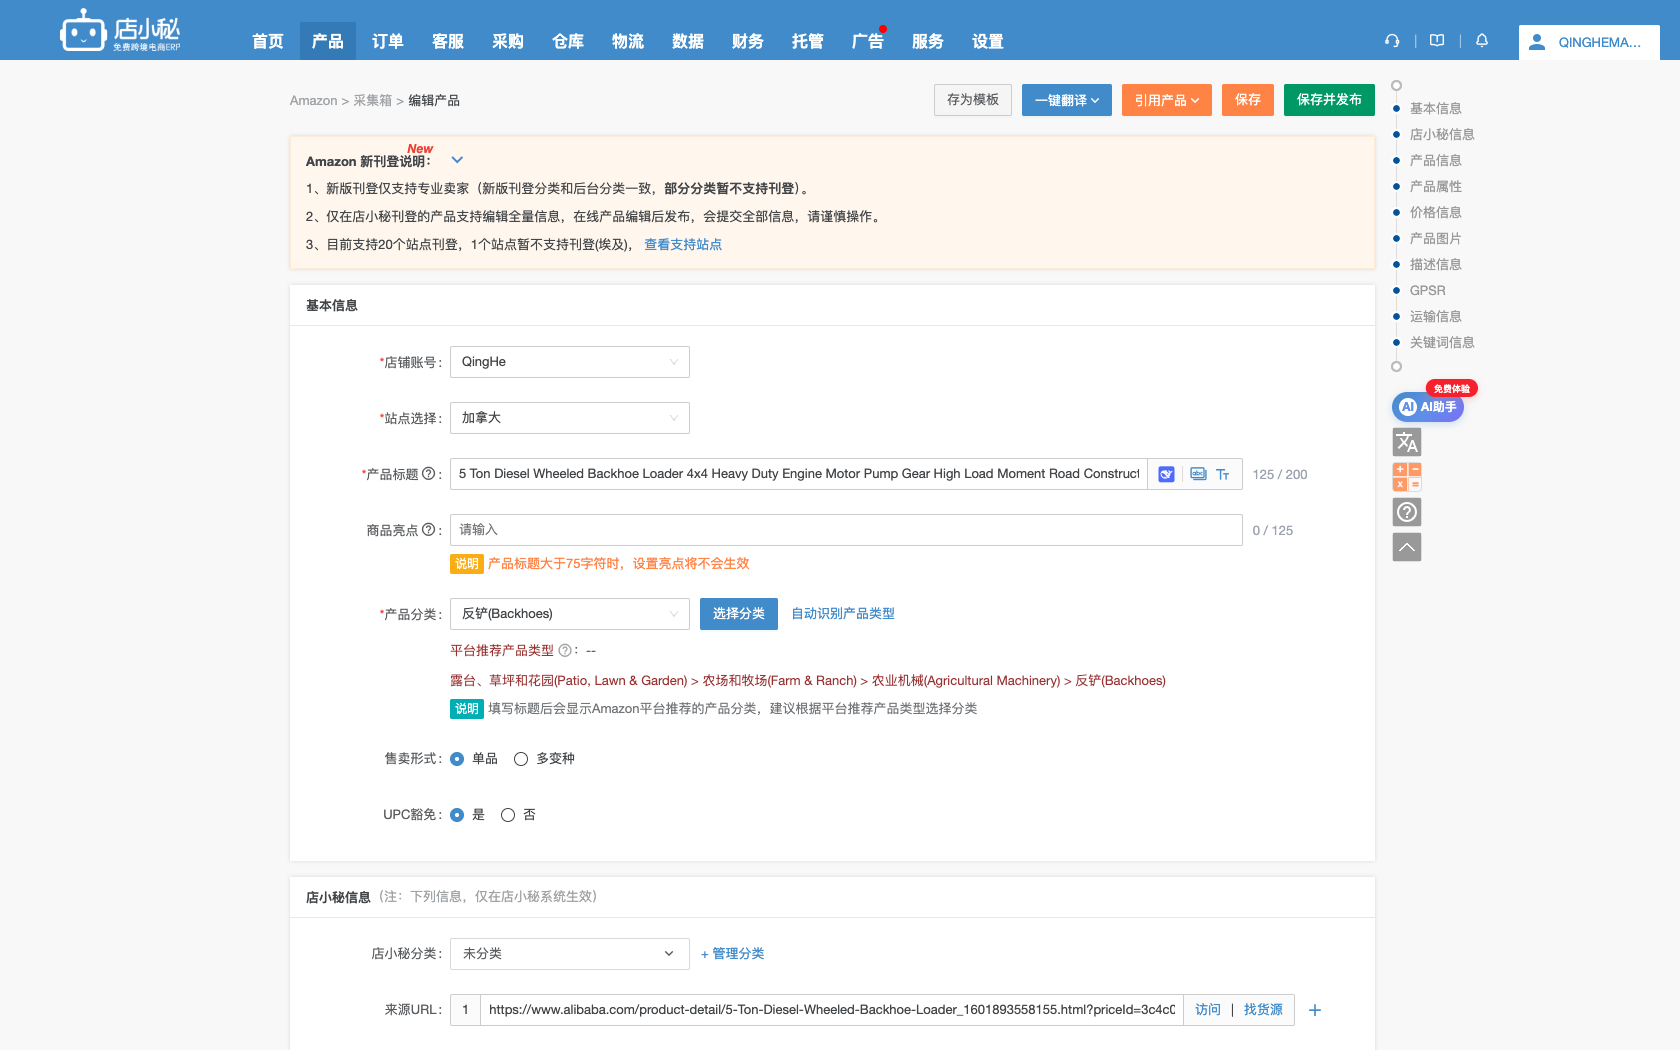 店小秘
免费跨境电商ERP
首页 产品 订单 客服 采购 仓库 物流 数据 财务 托管 广告 服务 设置
QINGHEMA...
Amazon > 采集箱 > 编辑产品
存为模板 一键翻译 引用产品 保存 保存并发布
Amazon 新刊登说明： New
1、新版刊登仅支持专业卖家（新版刊登分类和后台分类一致，部分分类暂不支持刊登）。
2、仅在店小秘刊登的产品支持编辑全量信息，在线产品编辑后发布，会提交全部信息，请谨慎操作。
3、目前支持20个站点刊登，1个站点暂不支持刊登(埃及)， 查看支持站点
基本信息
*店铺账号： QingHe
*站点选择： 加拿大
*产品标题 ?： 5 Ton Diesel Wheeled Backhoe Loader 4x4 Heavy Duty Engine Motor Pump Gear High Load Moment Road Construct abc TT 125 / 200
商品亮点 ?： 请输入 0 / 125
说明 产品标题大于75字符时，设置亮点将不会生效
*产品分类： 反铲(Backhoes) 选择分类 自动识别产品类型
平台推荐产品类型 ?： --
露台、草坪和花园(Patio, Lawn & Garden) > 农场和牧场(Farm & Ranch) > 农业机械(Agricultural Machinery) > 反铲(Backhoes)
说明 填写标题后会显示Amazon平台推荐的产品分类，建议根据平台推荐产品类型选择分类
售卖形式： 单品 多变种
UPC豁免： 是 否
店小秘信息（注：下列信息，仅在店小秘系统生效）
店小秘分类： 未分类 + 管理分类
来源URL： 1 https://www.alibaba.com/product-detail/5-Ton-Diesel-Wheeled-Backhoe-Loader_1601893558155.html?priceId=3c4c0 访问 | 找货源 +
基本信息
店小秘信息
产品信息
产品属性
价格信息
产品图片
描述信息
GPSR
运输信息
关键词信息
免费体验
AI AI助手